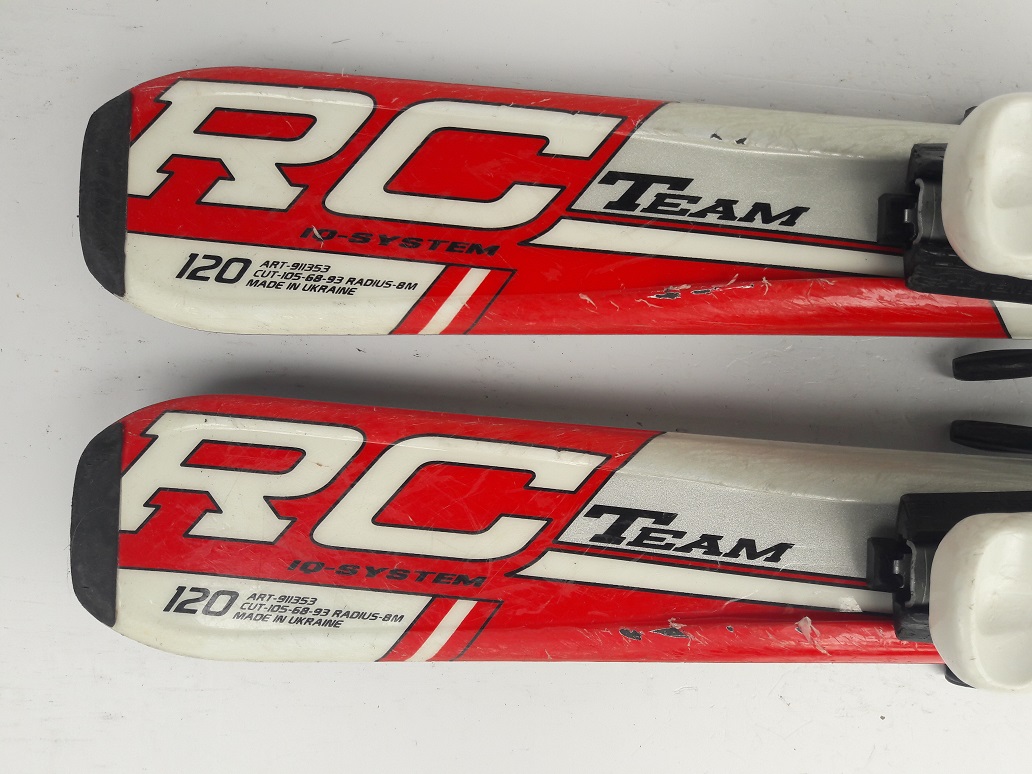 RC
TEAM
IQ-SYSTEM
120
ART-911353
CUT-105-68-93 RADIUS-8M
MADE IN UKRAINE
RC
TEAM
IQ-SYSTEM
120
ART-911353
CUT-105-68-93 RADIUS-8M
MADE IN UKRAINE